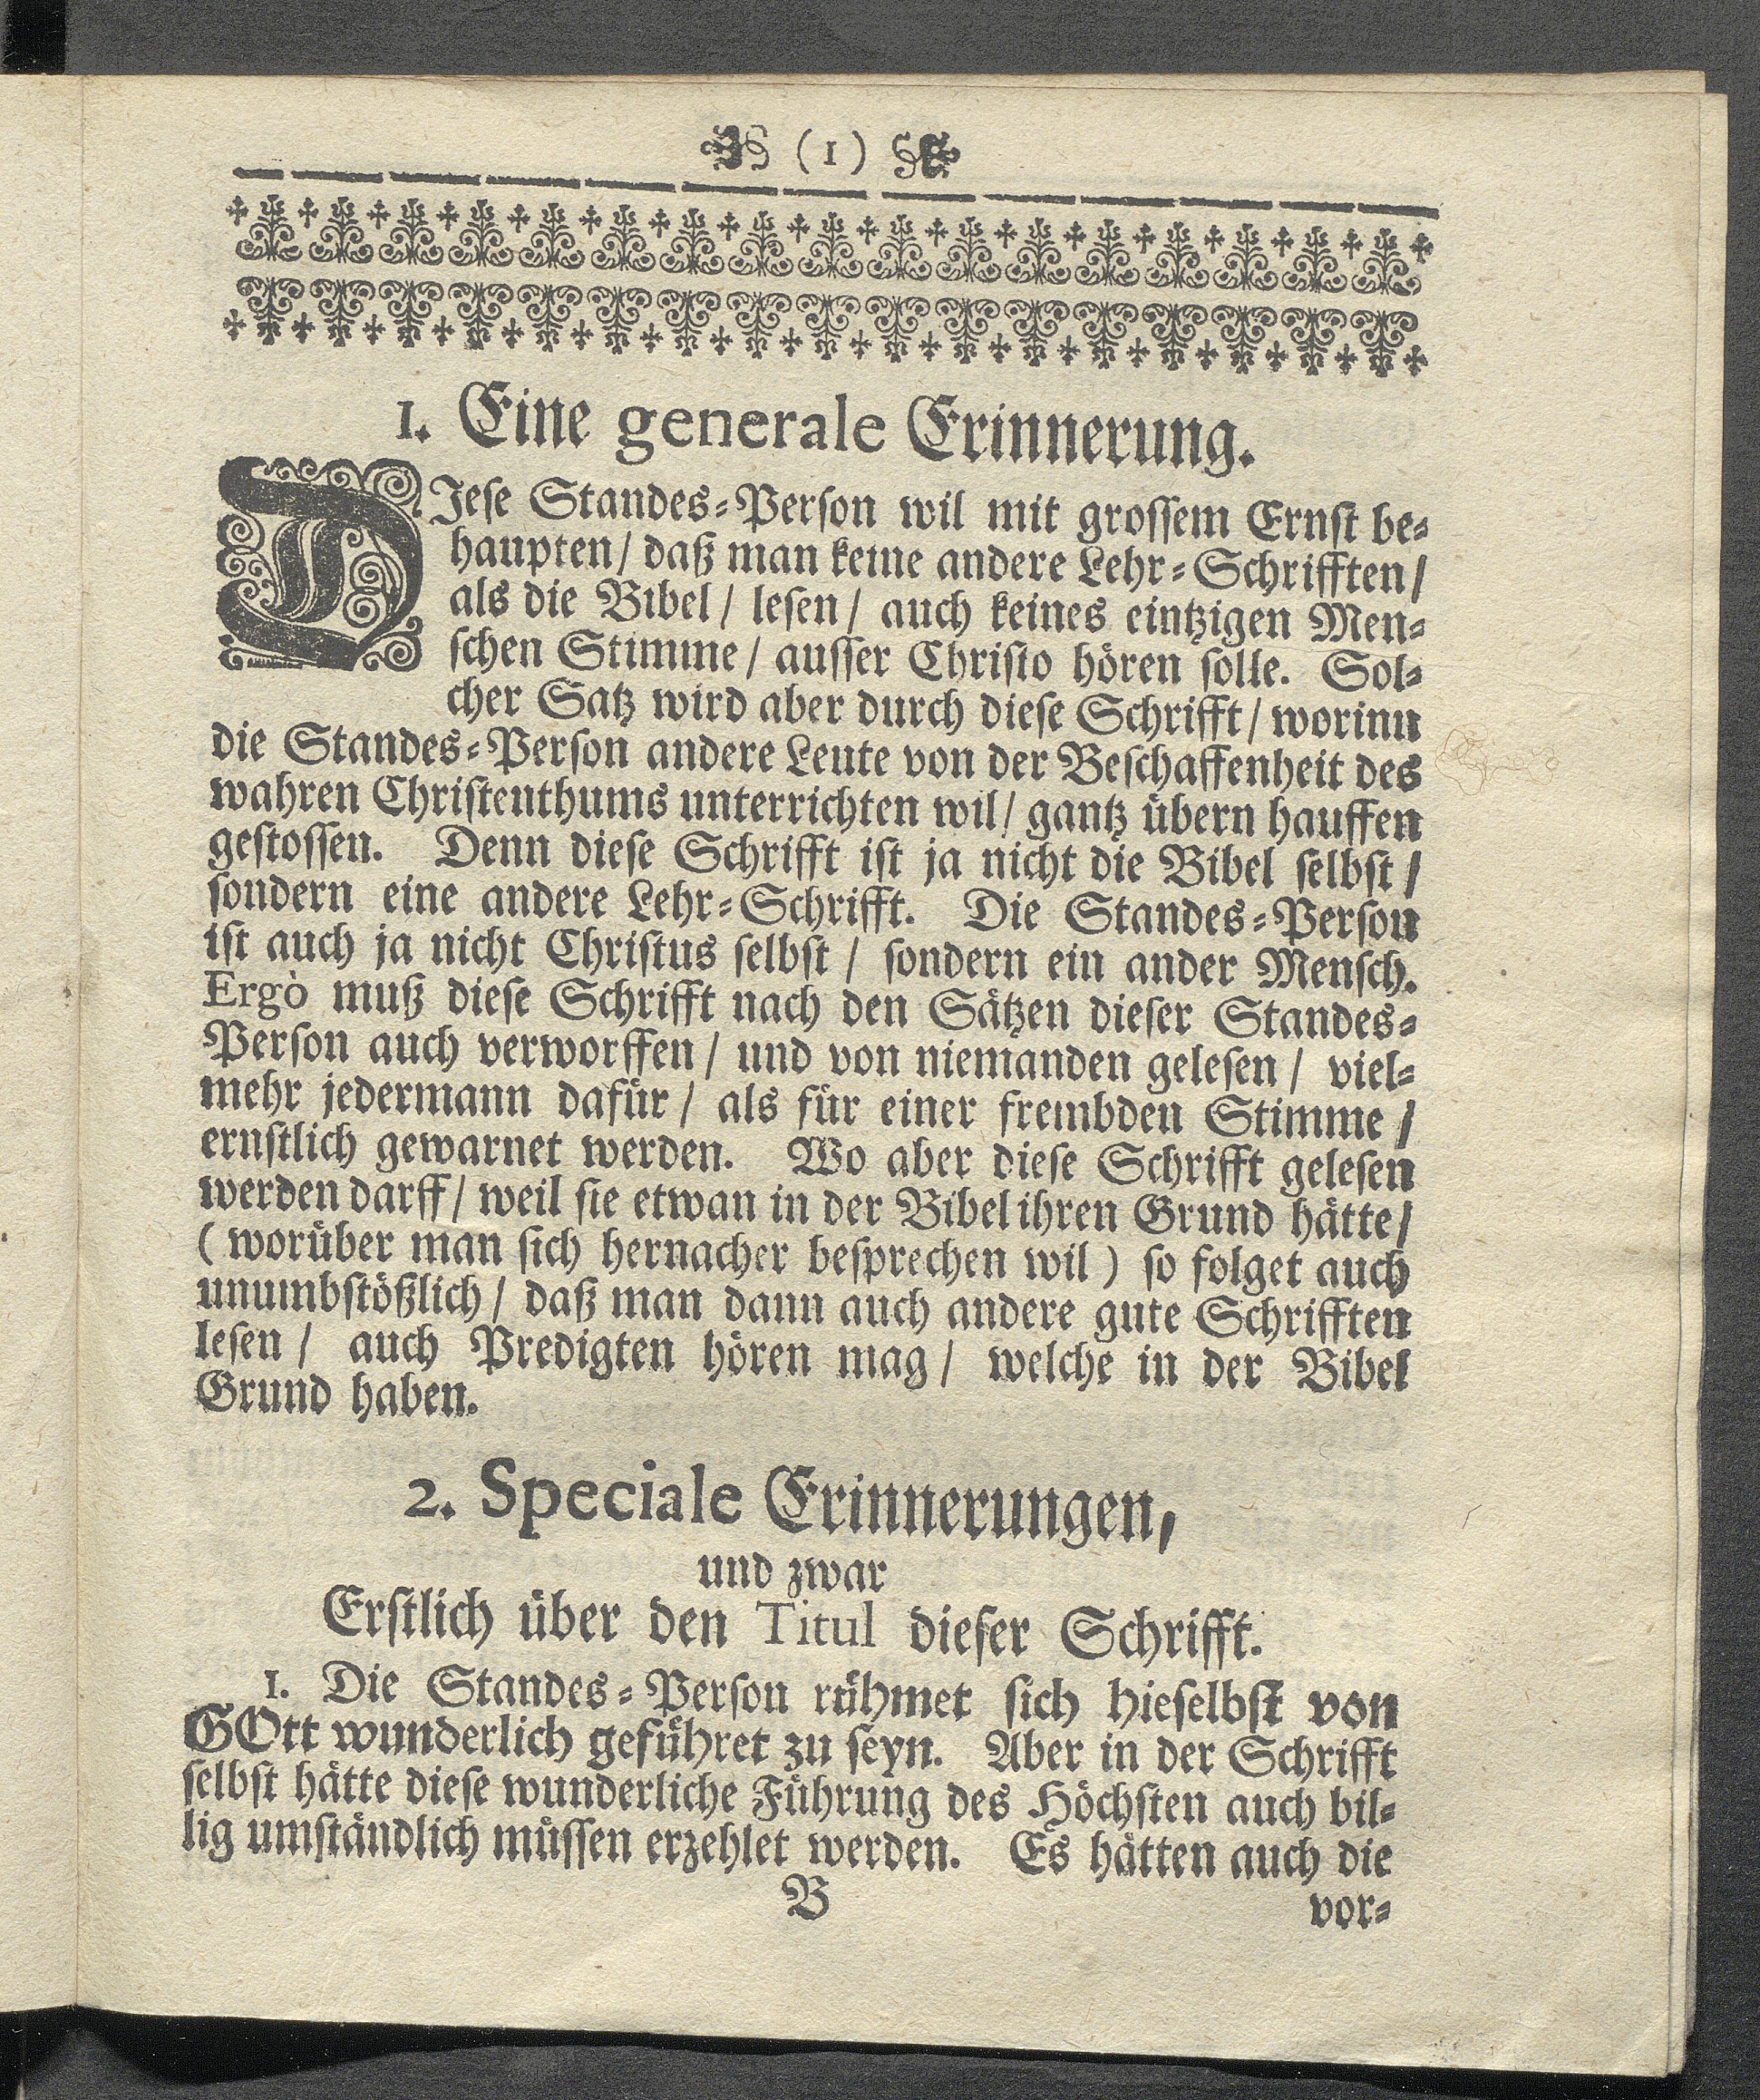 (1)
1. Eine generale Erinnerung.
DIeſe Standes-Perſon wil mit groſſem Ernſt be-
haupten/ daß man keine andere Lehr-Schrifften/
als die Bibel/ leſen/ auch keines eintzigen Men-
ſchen Stimme/ auſſer Chriſto hören ſolle. Sol-
cher Satz wird aber durch dieſe Schrifft/ worinn
die Standes-Perſon andere Leute von der Beſchaffenheit des
wahren Chriſtenthums unterrichten wil/ gantz übern hauffen
geſtoſſen. Denn dieſe Schrifft iſt ja nicht die Bibel ſelbſt/
ſondern eine andere Lehr-Schrifft. Die Standes-Perſon
iſt auch ja nicht Chriſtus ſelbſt/ ſondern ein ander Menſch.
Ergò muß dieſe Schrifft nach den Sätzen dieſer Standes-
Perſon auch verworffen/ und von niemanden geleſen/ viel-
mehr jedermann dafür/ als für einer frembden Stimme/
ernſtlich gewarnet werden. Wo aber dieſe Schrifft geleſen
werden darff/ weil ſie etwan in der Bibel ihren Grund hätte/
(worüber man ſich hernacher beſprechen wil) ſo folget auch
unumbſtößlich/ daß man dann auch andere gute Schrifften
leſen/ auch Predigten hören mag/ welche in der Bibel
Grund haben.
2. Speciale Erinnerungen,
und zwar
Erſtlich über den Titul dieſer Schrifft.
1. Die Standes-Perſon rühmet ſich hieſelbſt von
GOtt wunderlich geführet zu ſeyn. Aber in der Schrifft
ſelbſt hätte dieſe wunderliche Führung des Höchſten auch bil-
lig umſtändlich müſſen erzehlet werden. Es hätten auch die
B
vor-